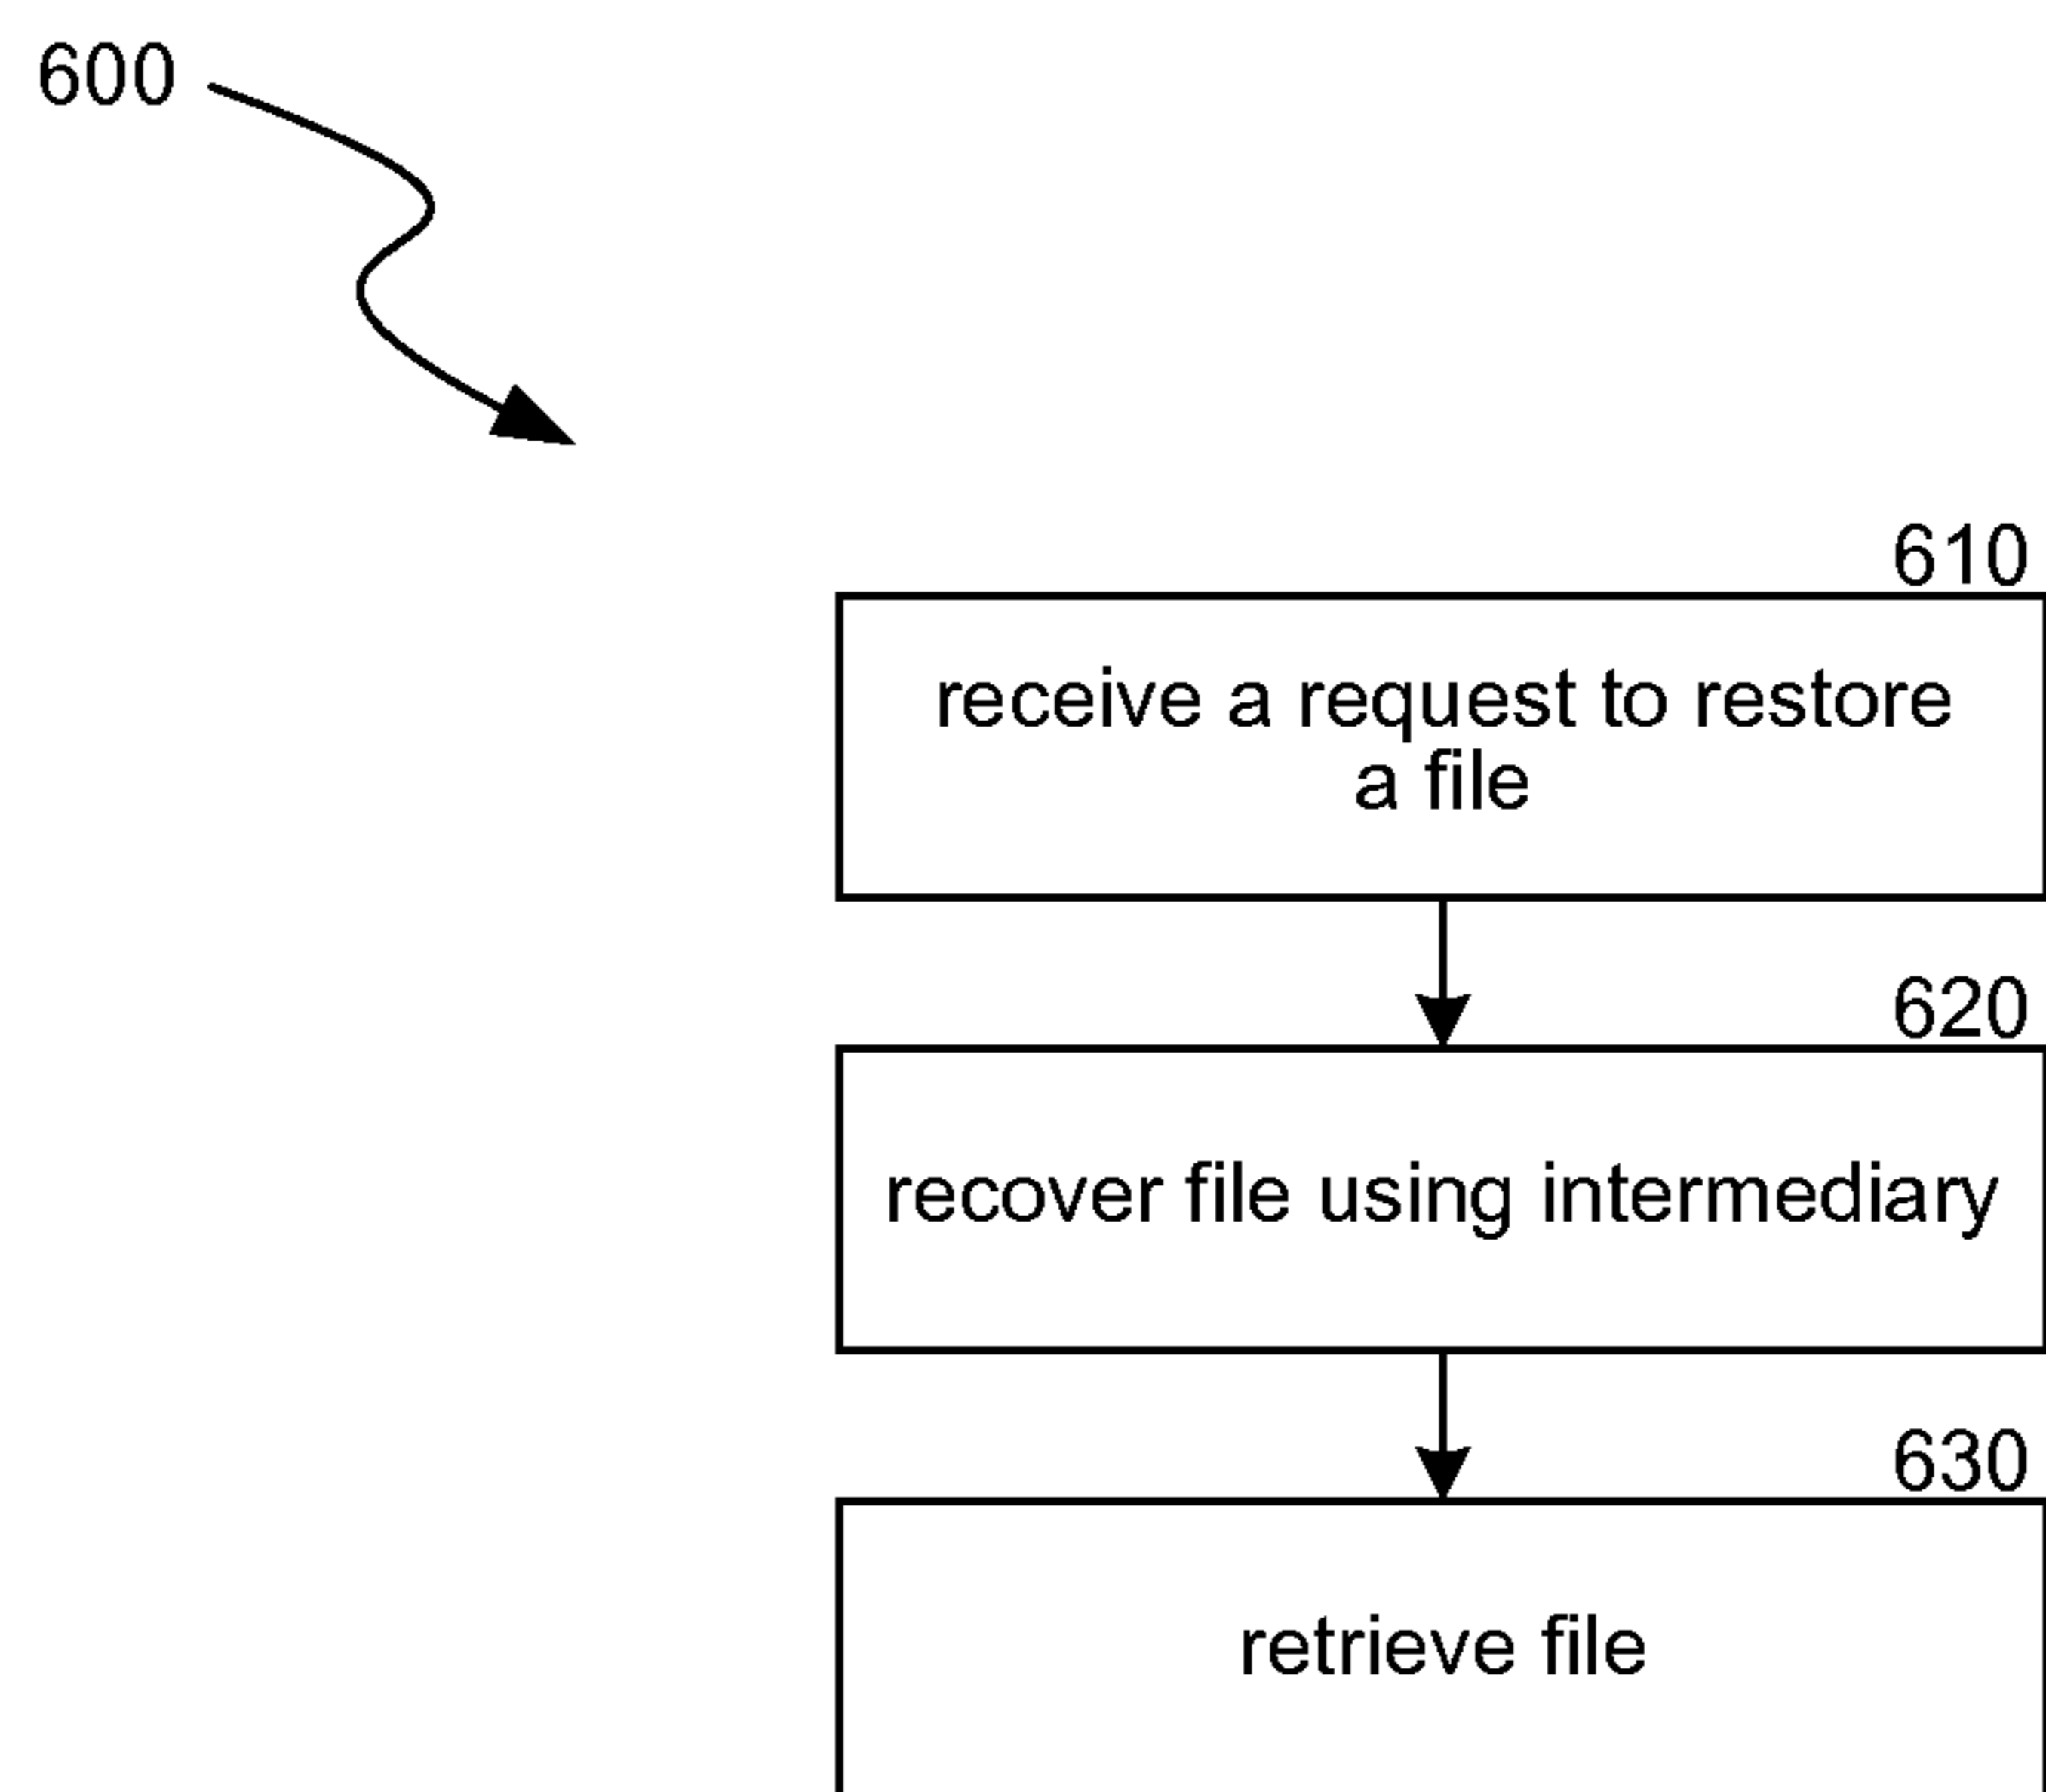 600
610
receive a request to restore
a file
620
recover file using intermediary
630
retrieve file